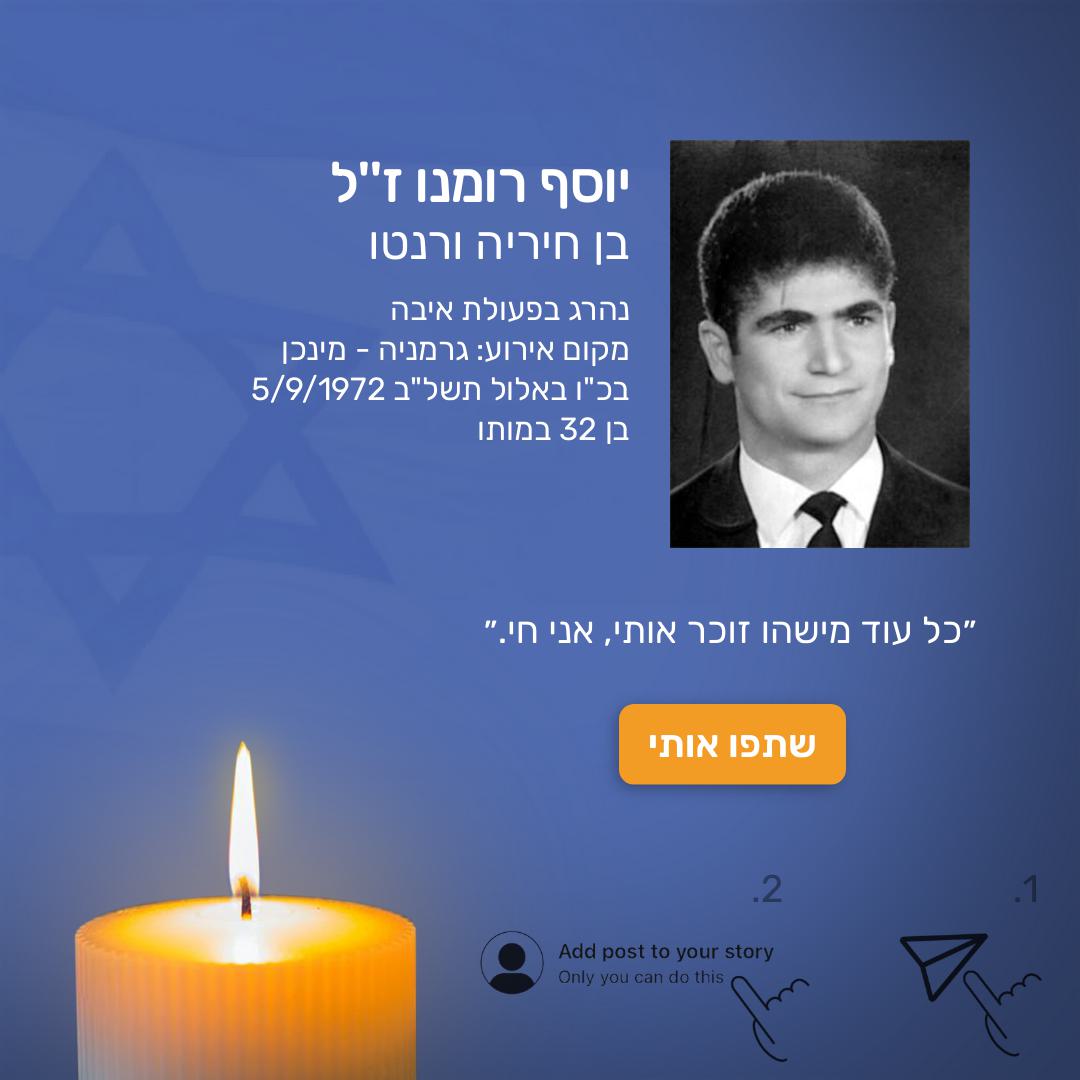 יוסף רומנו ז"ל
בן חיריה ורנטו
נהרג בפעולת איבה
מקום אירוע: גרמניה - מינכן
בכ"ו באלול תשל"ב 5/9/1972
בן 32 במותו
״כל עוד מישהו זוכר אותי, אני חי.״
שתפו אותי
1.
2.
Add post to your story
Only you can do this